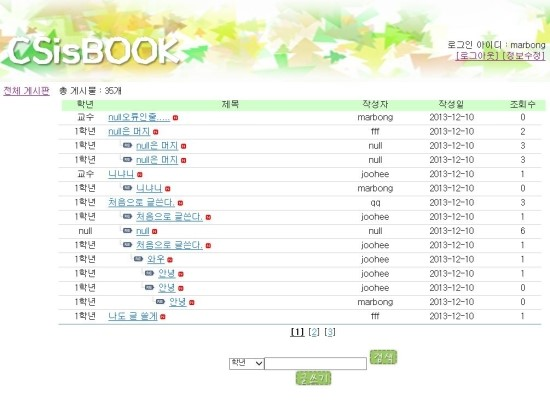 CSisBOOK
로그인 아이디 : marbong
[로그아웃] [정보수정]
전체 게시판 총 게시물 : 35개
학년 제목 작성자 작성일 조회수
교수 null오류인줄..... marbong 2013-12-10 0
1학년 null은 머지 fff 2013-12-10 2
1학년 null은 머지 null 2013-12-10 3
1학년 null은 머지 null 2013-12-10 3
교수 니냐니 joohee 2013-12-10 1
1학년 니냐니 marbong 2013-12-10 0
1학년 처음으로 글쓴다. qq 2013-12-10 3
1학년 처음으로 글쓴다. joohee 2013-12-10 1
null null null 2013-12-10 6
1학년 처음으로 글쓴다. joohee 2013-12-10 1
1학년 와우 joohee 2013-12-10 1
1학년 안녕 joohee 2013-12-10 1
1학년 안녕 joohee 2013-12-10 0
1학년 안녕 marbong 2013-12-10 0
1학년 나도 글 쓸게 fff 2013-12-10 1
[1] [2] [3]
학년 검색
글쓰기